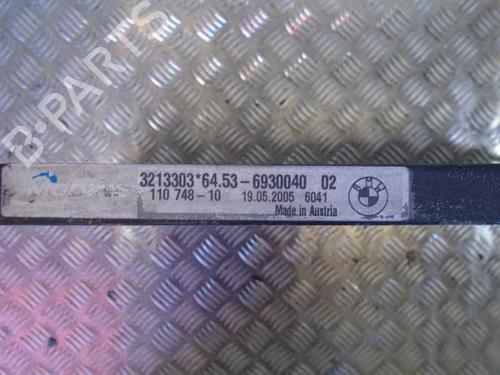 B-PARTS
3213303*64.53-6930040 02
110 748-10 19.05.2005 6041
Made in Austria
BMW